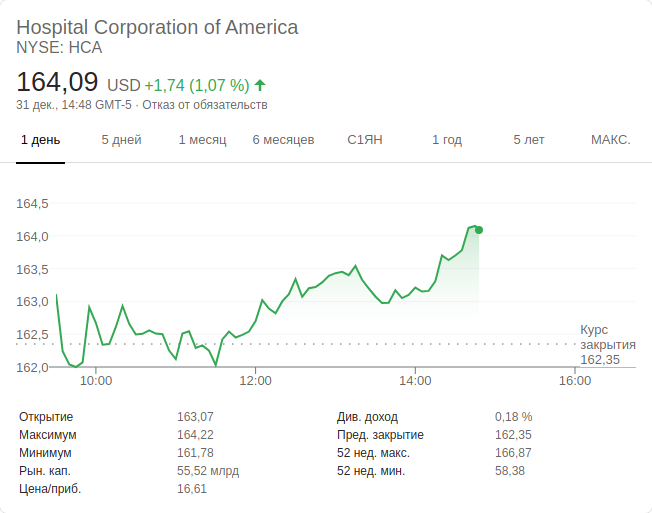 Hospital Corporation of America
NYSE: HCA
164,09 USD +1,74 (1,07 %)
31 дек., 14:48 GMT-5 · Отказ от обязательств
1 день 5 дней 1 месяц 6 месяцев С1ЯН 1 год 5 лет МАКС.
164,5
164,0
163,5
163,0
162,5
162,0
Курс
закрытия
162,35
10:00 12:00 14:00 16:00
Открытие 163,07
Максимум 164,22
Минимум 161,78
Рын. кап. 55,52 млрд
Цена/приб. 16,61
Див. доход 0,18 %
Пред. закрытие 162,35
52 нед. макс. 166,87
52 нед. мин. 58,38